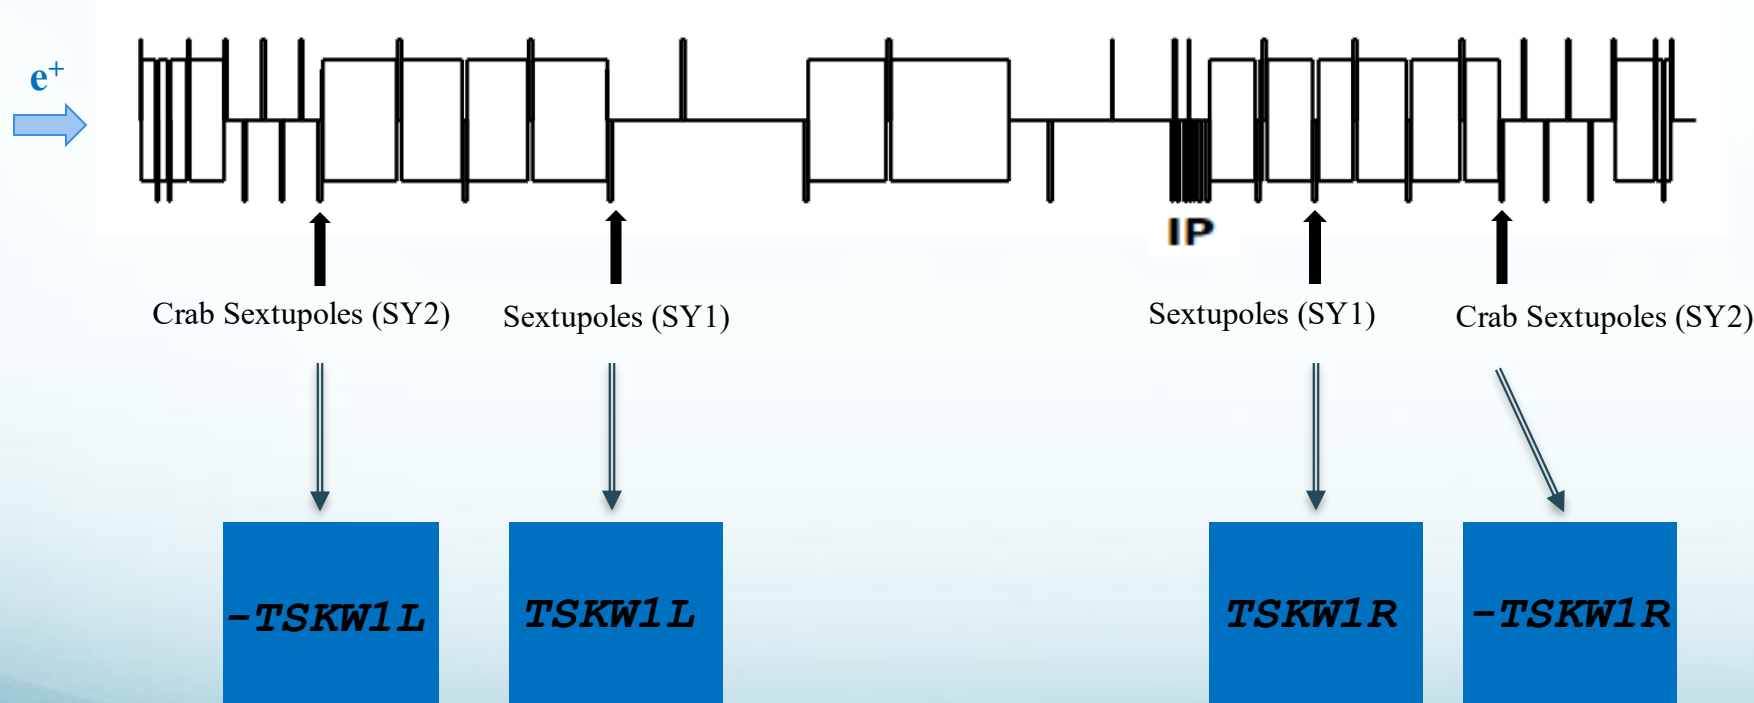 e+
IP
Crab Sextupoles (SY2)
Sextupoles (SY1)
Sextupoles (SY1)
Crab Sextupoles (SY2)
-TSKW1L
TSKW1L
TSKW1R
-TSKW1R